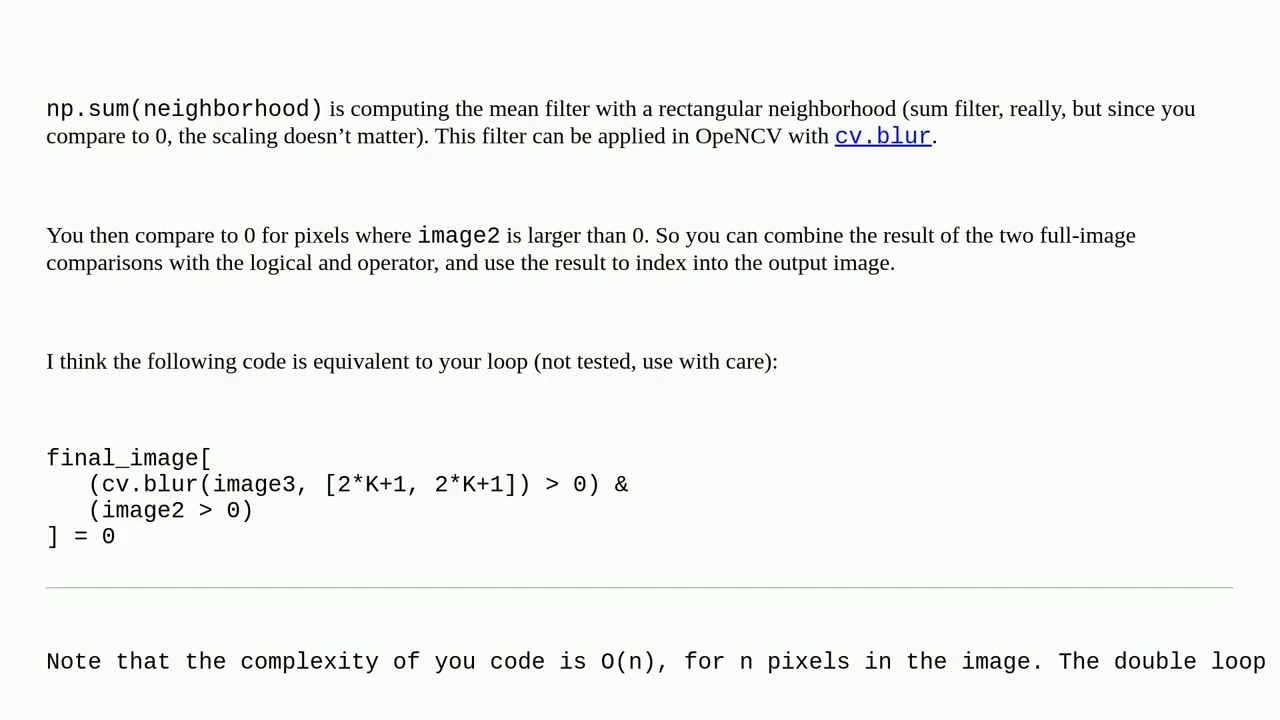 np.sum(neighborhood) is computing the mean filter with a rectangular neighborhood (sum filter, really, but since you
compare to 0, the scaling doesn’t matter). This filter can be applied in OpeNCV with cv.blur.
You then compare to 0 for pixels where image2 is larger than 0. So you can combine the result of the two full-image
comparisons with the logical and operator, and use the result to index into the output image.
I think the following code is equivalent to your loop (not tested, use with care):
final_image[
   (cv.blur(image3, [2*K+1, 2*K+1]) > 0) &
   (image2 > 0)
] = 0
Note that the complexity of you code is O(n), for n pixels in the image. The double loop